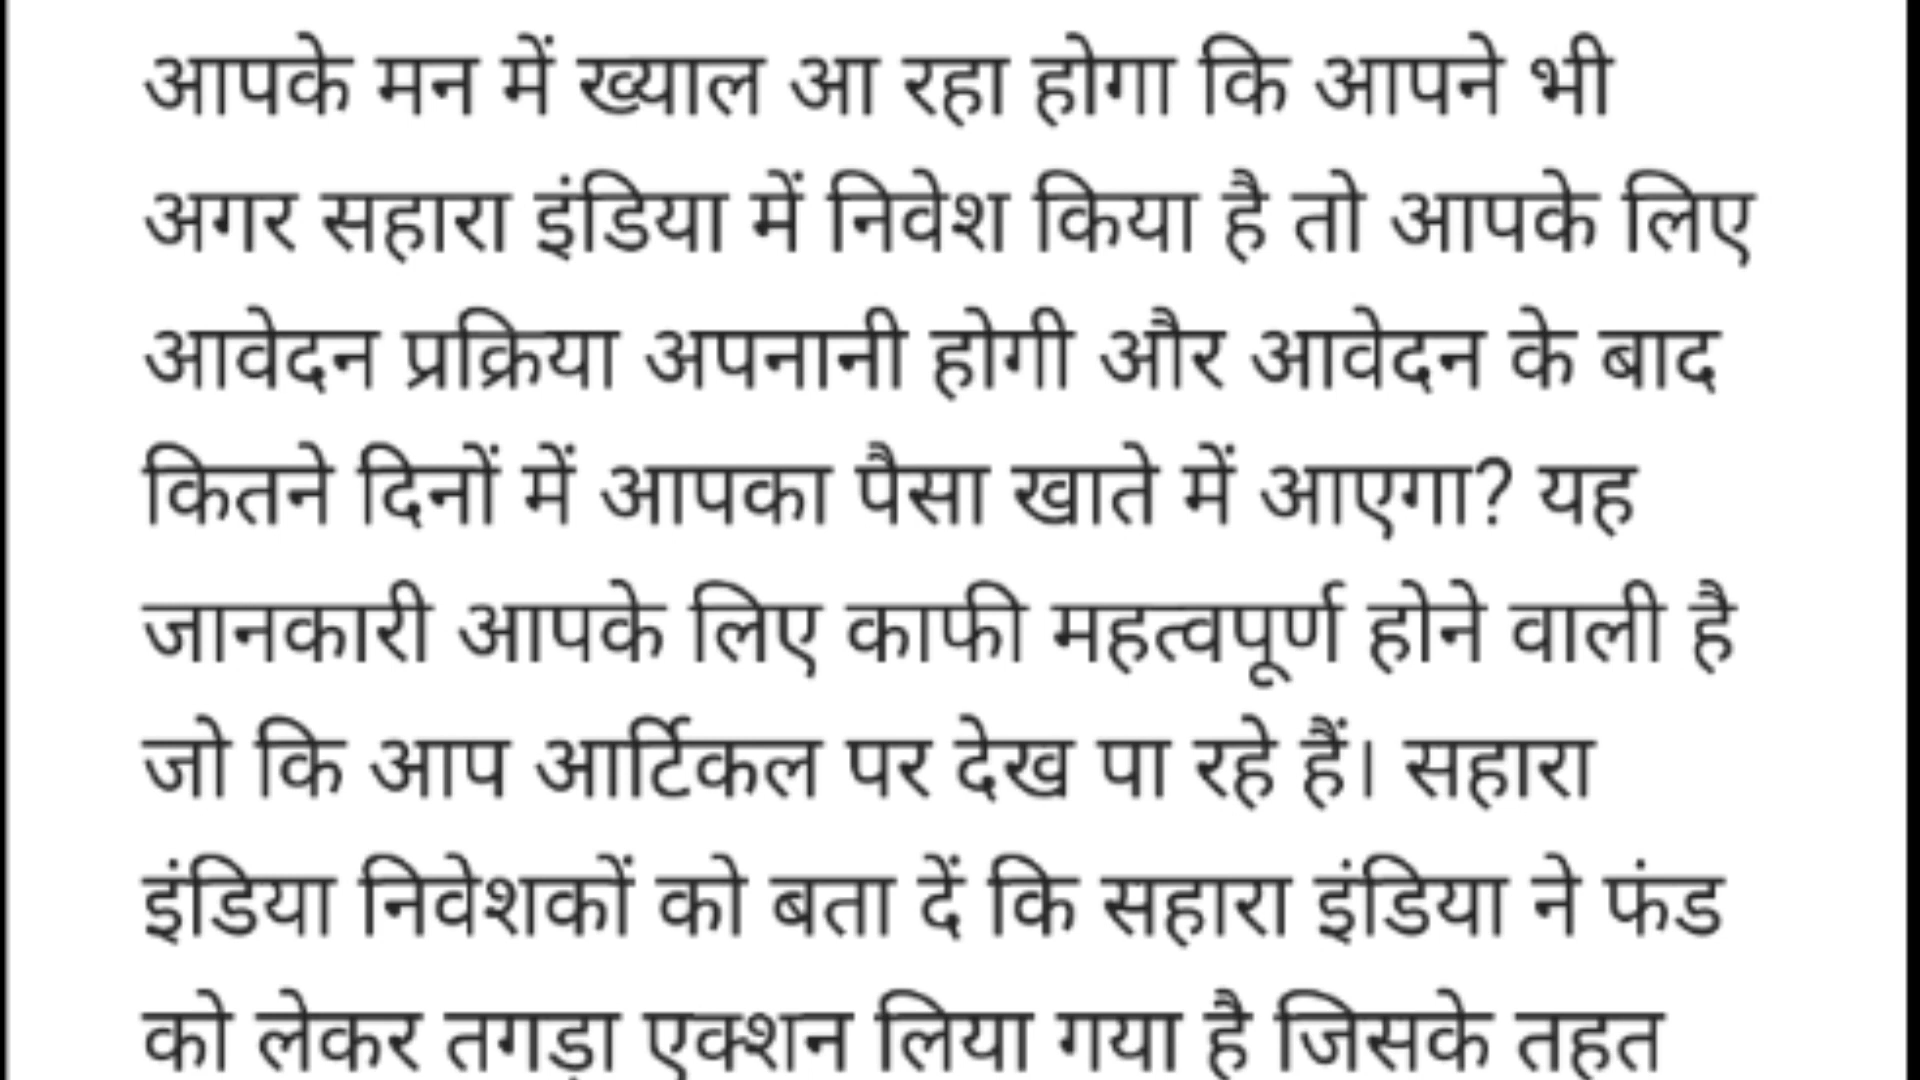 आपके मन में ख्याल आ रहा होगा कि आपने भी
अगर सहारा इंडिया में निवेश किया है तो आपके लिए
आवेदन प्रक्रिया अपनानी होगी और आवेदन के बाद
कितने दिनों में आपका पैसा खाते में आएगा? यह
जानकारी आपके लिए काफी महत्वपूर्ण होने वाली है
जो कि आप आर्टिकल पर देख पा रहे हैं। सहारा
इंडिया निवेशकों को बता दें कि सहारा इंडिया ने फंड
को लेकर तगड़ा एक्शन लिया गया है जिसके तहत